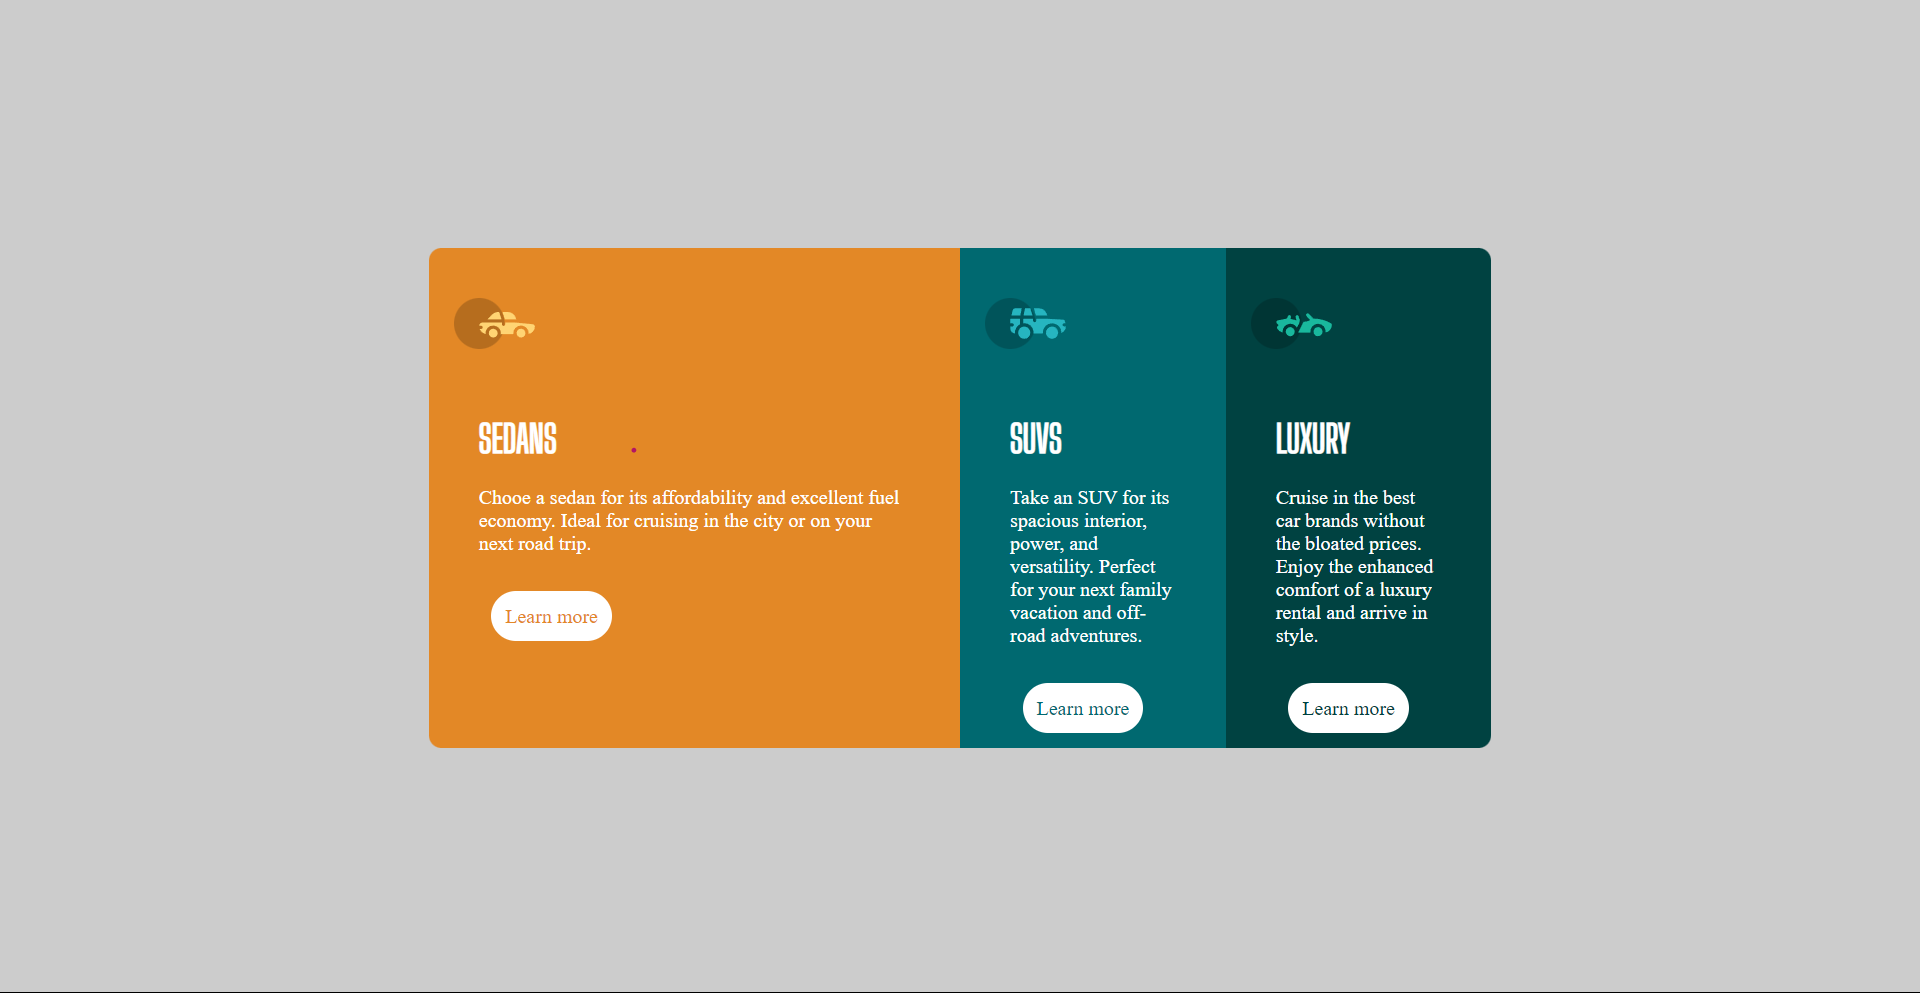 SEDANS
Chooe a sedan for its affordability and excellent fuel
economy. Ideal for cruising in the city or on your
next road trip.
Learn more
SUVS
Take an SUV for its
spacious interior,
power, and
versatility. Perfect
for your next family
vacation and off-
road adventures.
Learn more
LUXURY
Cruise in the best
car brands without
the bloated prices.
Enjoy the enhanced
comfort of a luxury
rental and arrive in
style.
Learn more